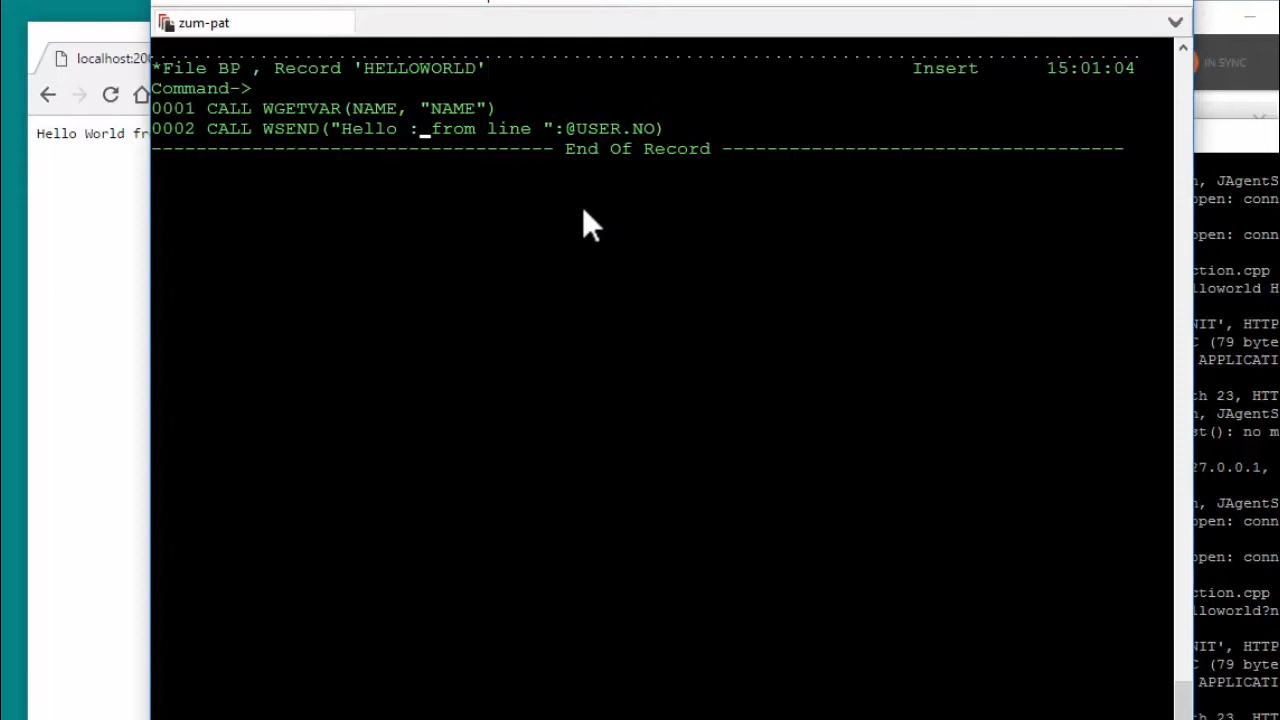 zum-pat
localhost:200
IN SYNC
Hello World fr
*File BP , Record 'HELLOWORLD' Insert 15:01:04
Command->
0001 CALL WGETVAR(NAME, "NAME")
0002 CALL WSEND("Hello :_from line ":@USER.NO)
------------------------------------ End Of Record ------------------------------------
n, JAgentS
open: conn
open: conn
ction.cpp
lloworld H
NIT', HTTP
C (79 byte
APPLICATI
th 23, HTT
n, JAgentS
st(): no m
27.0.0.1,
n, JAgentS
open: conn
open: conn
ction.cpp
lloworld?n
NIT', HTTP
C (79 byte
APPLICATI
th 23, HTT